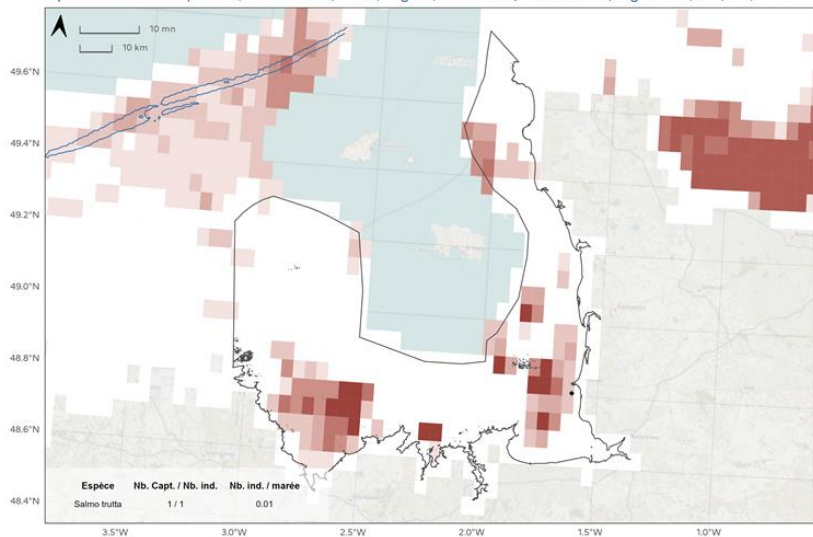 10 mn
10 km
49.6°N
49.4°N
49.2°N
49.0°N
48.8°N
48.6°N
48.4°N
Espèce Nb. Capt. / Nb. ind. Nb. ind. / marée
Salmo trutta 1 / 1 0.01
3.5°W 3.0°W 2.5°W 2.0°W 1.5°W 1.0°W